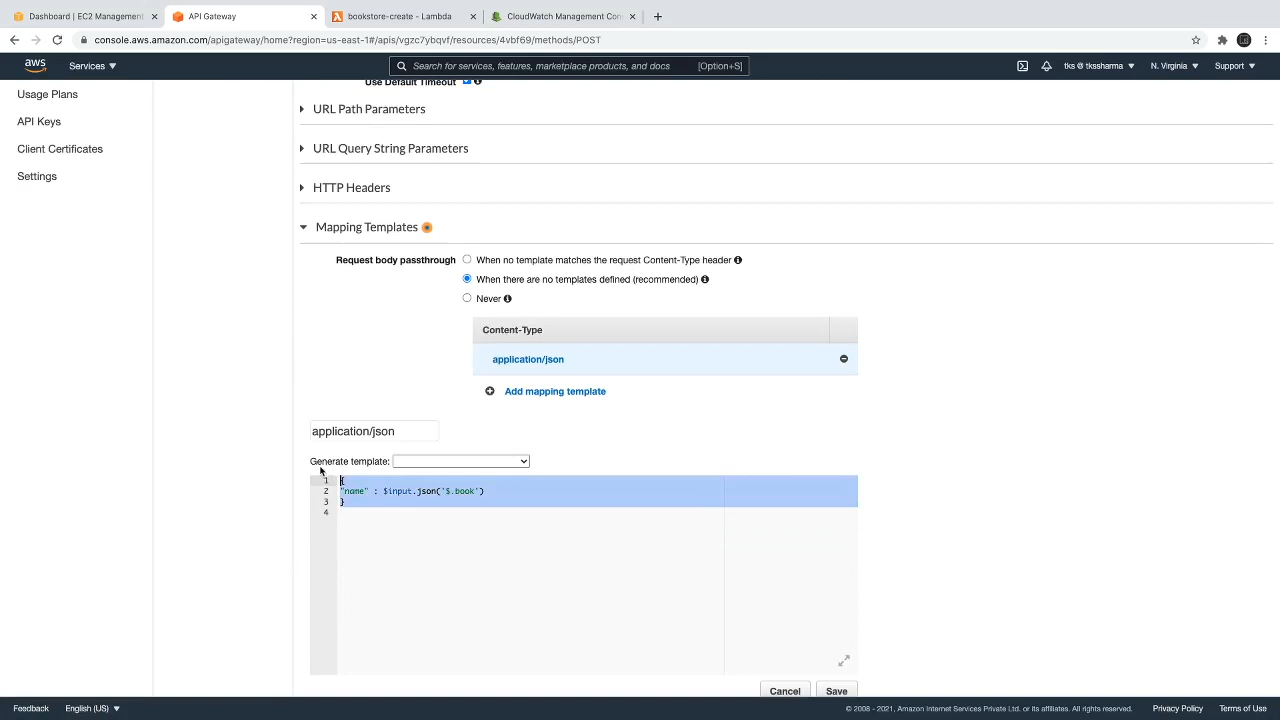 Dashboard | EC2 Management
API Gateway
bookstore-create - Lambda
CloudWatch Management Con
console.aws.amazon.com/apigateway/home?region=us-east-1#/apis/vgzc7ybqvf/resources/4vbf69/methods/POST
aws
Services
Search for services, features, marketplace products, and docs
[Option+S]
tks @ tkssharma
N. Virginia
Support
Usage Plans
API Keys
Client Certificates
Settings
Use Default Timeout
URL Path Parameters
URL Query String Parameters
HTTP Headers
Mapping Templates
Request body passthrough
When no template matches the request Content-Type header
When there are no templates defined (recommended)
Never
Content-Type
application/json
Add mapping template
application/json
Generate template:
1 {
2 "name" : $input.json('$.book')
3 }
4
Cancel
Save
Feedback
English (US)
© 2008 - 2021, Amazon Internet Services Private Ltd. or its affiliates. All rights reserved.
Privacy Policy
Terms of Use